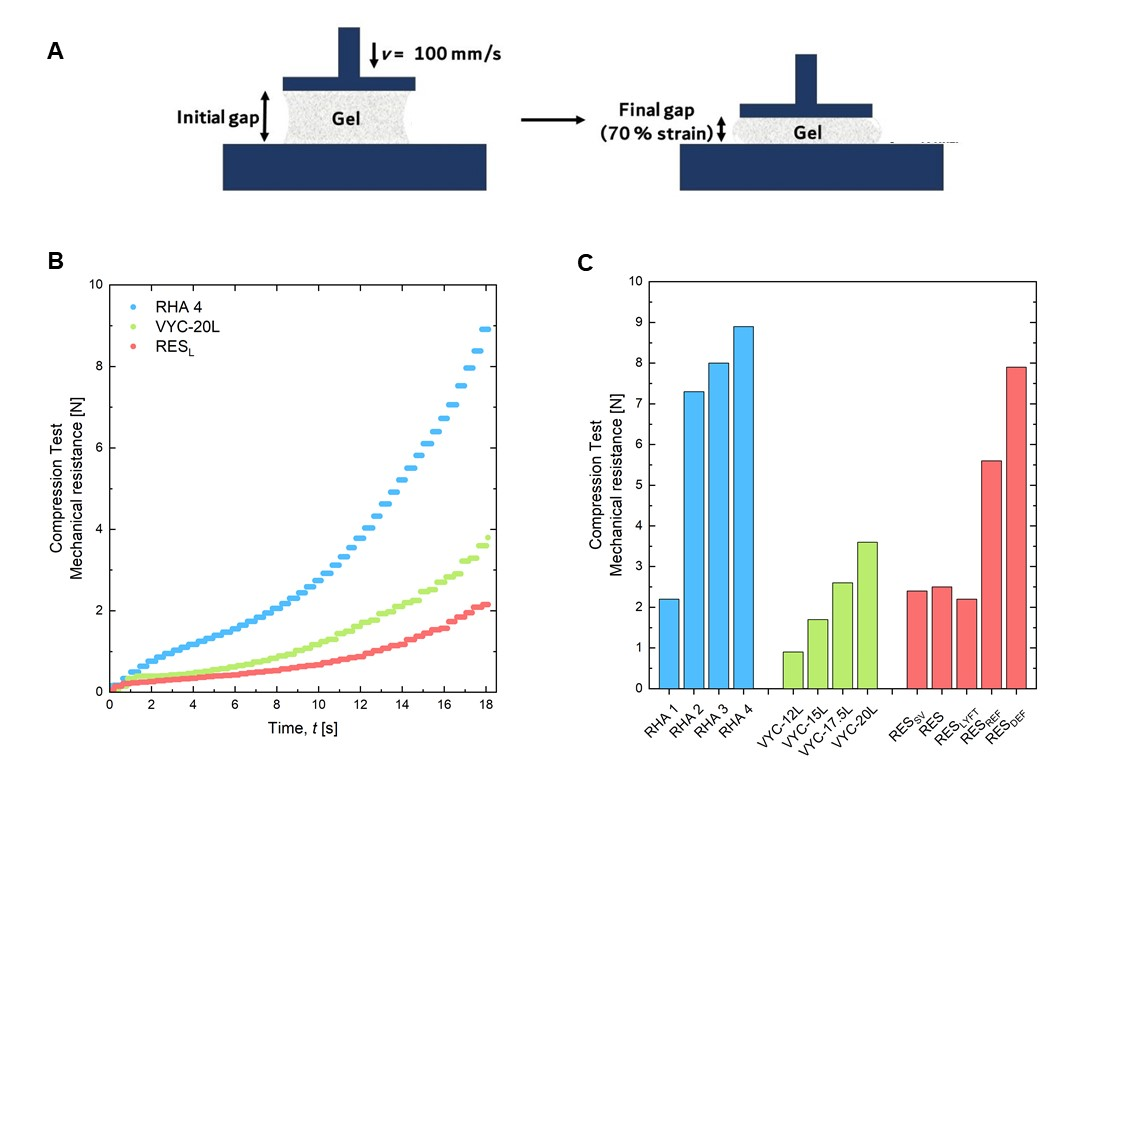 A
v = 100 mm/s
Initial gap
Gel
Final gap
(70 % strain)
Gel
B
10
8
6
4
2
0
0 2 4 6 8 10 12 14 16 18
Compression Test
Mechanical resistance [N]
Time, t [s]
RHA 4
VYC-20L
RESL
C
10
9
8
7
6
5
4
3
2
1
0
Compression Test
Mechanical resistance [N]
RHA 1
RHA 2
RHA 3
RHA 4
VYC-12L
VYC-15L
VYC-17.5L
VYC-20L
RESSV
RES
RESLYFT
RESREF
RESDEF